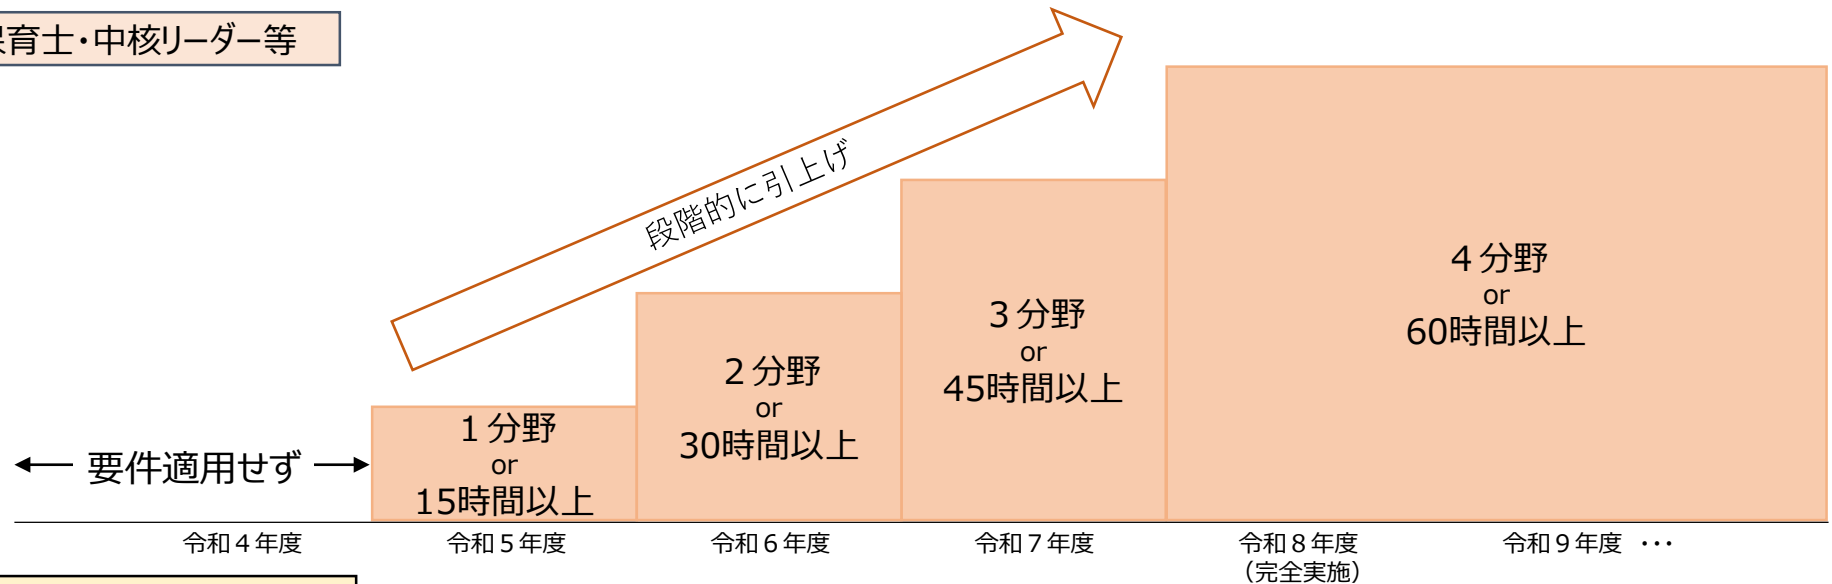 育士・中核リーダー等
段階的に引上げ
４分野
or
60時間以上
３分野
or
45時間以上
２分野
or
30時間以上
１分野
or
15時間以上
要件適用せず
令和４年度
令和５年度
令和６年度
令和７年度
令和８年度
（完全実施）
令和９年度 ・・・